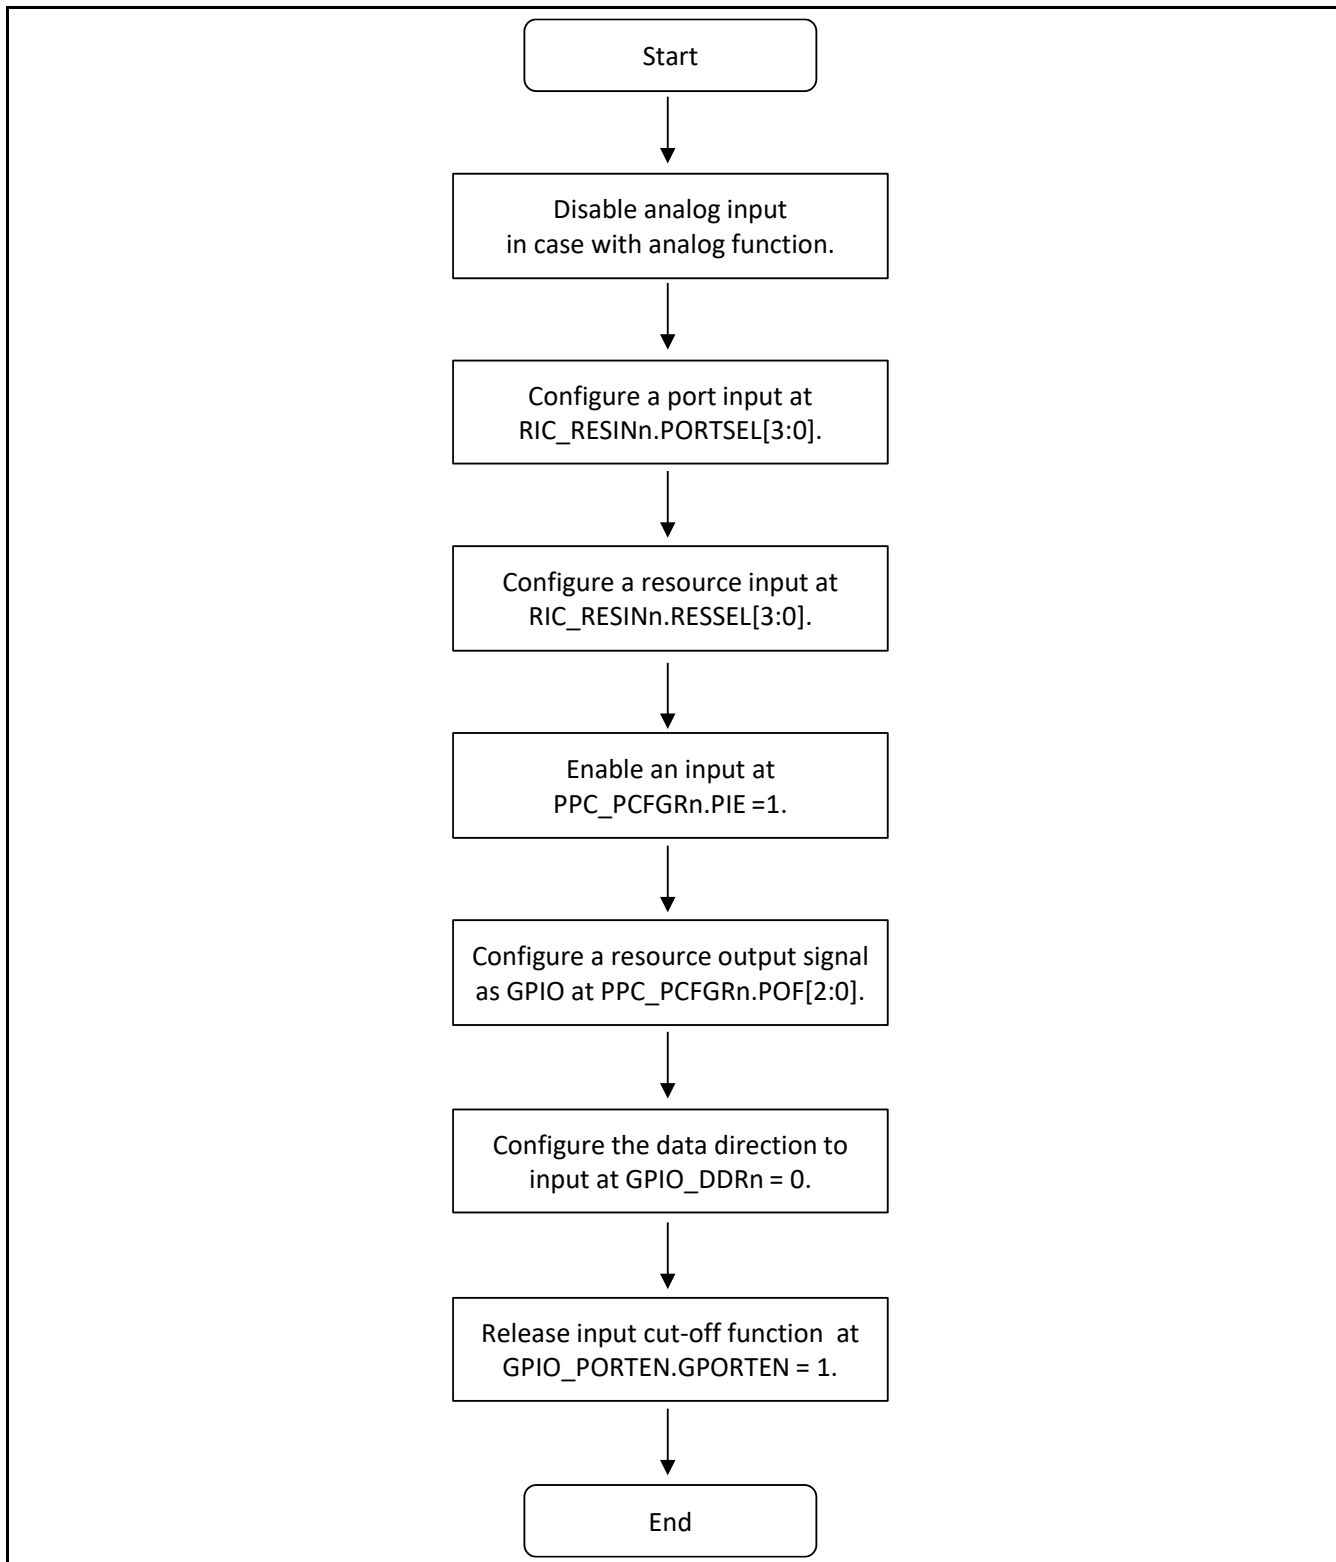 Start
Disable analog input
in case with analog function.
Configure a port input at
RIC_RESINn.PORTSEL[3:0].
Configure a resource input at
RIC_RESINn.RESSEL[3:0].
Enable an input at
PPC_PCFGRn.PIE =1.
Configure a resource output signal
as GPIO at PPC_PCFGRn.POF[2:0].
Configure the data direction to
input at GPIO_DDRn = 0.
Release input cut-off function  at
GPIO_PORTEN.GPORTEN = 1.
End